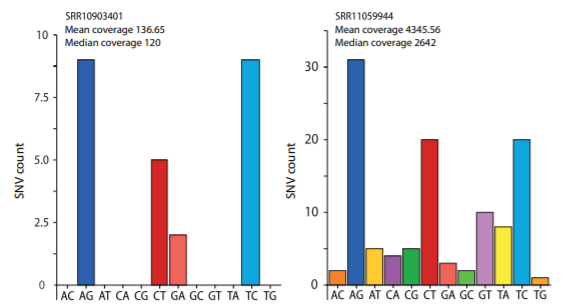 SRR10903401
Mean coverage 136.65
Median coverage 120
10
7.5
5.0
2.5
0
SNV count
AC AG AT CA CG CT GA GC GT TA TC TG
SRR11059944
Mean coverage 4345.56
Median coverage 2642
30
20
10
0
SNV count
AC AG AT CA CG CT GA GC GT TA TC TG